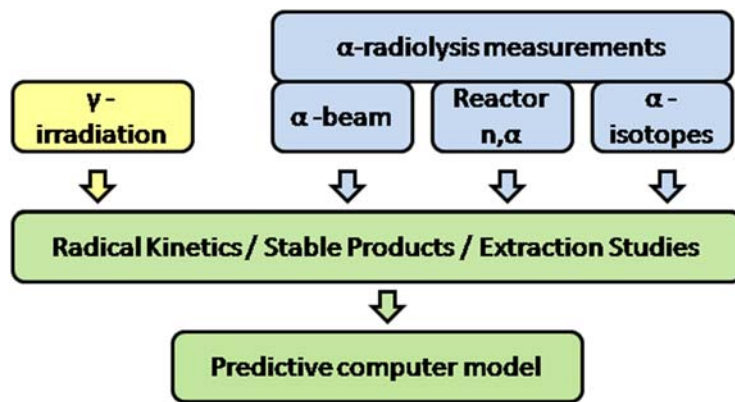 α-radiolysis measurements
γ -
irradiation
α -beam
Reactor
n,α
α -
isotopes
Radical Kinetics / Stable Products / Extraction Studies
Predictive computer model